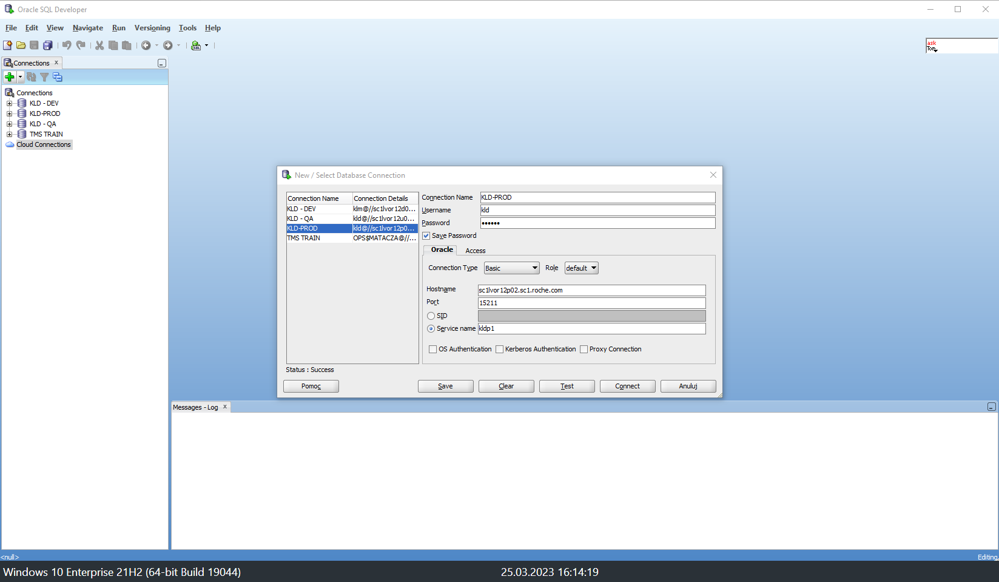 Oracle SQL Developer
File Edit View Navigate Run Versioning Tools Help
ask
Tom
Connections x
Connections
KLD - DEV
KLD-PROD
KLD - QA
TMS TRAIN
Cloud Connections
New / Select Database Connection
Connection Name Connection Details
KLD - DEV klm@//sc1lvor12d0...
KLD - QA kld@//sc1lvor12u0...
KLD-PROD kld@//sc1lvor12p0...
TMS TRAIN OPS$MATACZA@//...
Status : Success
Connection Name KLD-PROD
Username kld
Password ••••••
Save Password
Oracle Access
Connection Type Basic Role default
Hostname sc1lvor12p02.sc1.roche.com
Port 15211
SID
Service name kldp1
OS Authentication Kerberos Authentication Proxy Connection
Pomoc Save Clear Test Connect Anuluj
Messages - Log x
<null> Editing
Windows 10 Enterprise 21H2 (64-bit Build 19044) 25.03.2023 16:14:19